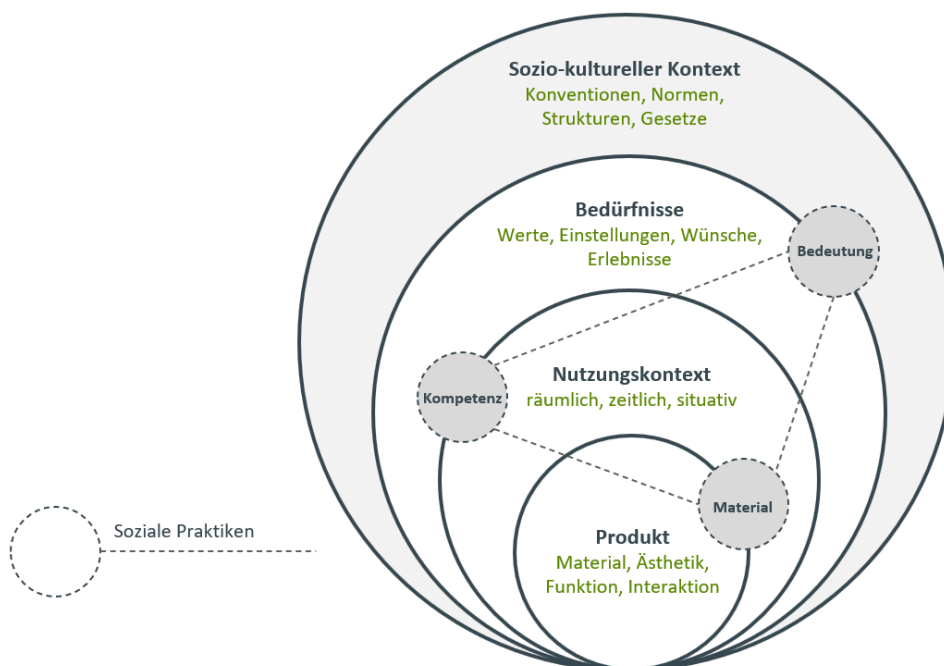 Sozio-kultureller Kontext
Konventionen, Normen,
Strukturen, Gesetze
Bedürfnisse
Werte, Einstellungen, Wünsche,
Erlebnisse
Bedeutung
Nutzungskontext
räumlich, zeitlich, situativ
Kompetenz
Material
Produkt
Material, Ästhetik,
Funktion, Interaktion
Soziale Praktiken